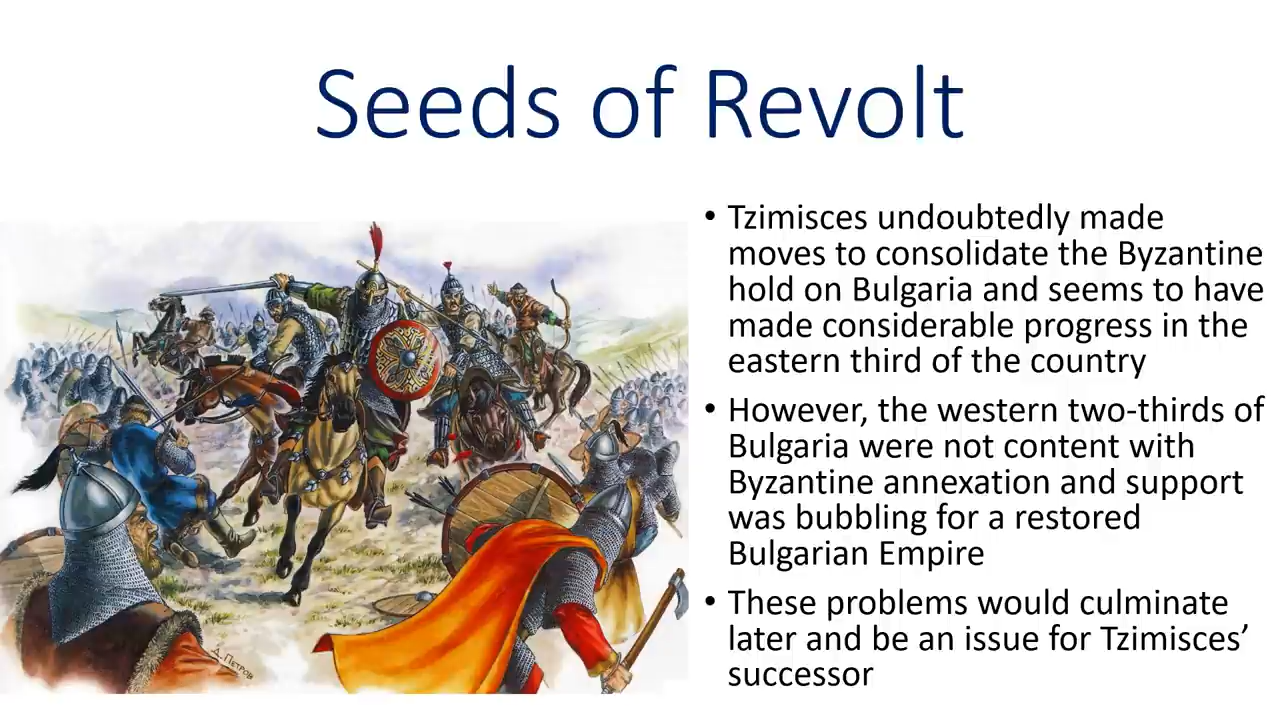 Seeds of Revolt
• Tzimisces undoubtedly made
moves to consolidate the Byzantine
hold on Bulgaria and seems to have
made considerable progress in the
eastern third of the country
• However, the western two-thirds of
Bulgaria were not content with
Byzantine annexation and support
was bubbling for a restored
Bulgarian Empire
• These problems would culminate
later and be an issue for Tzimisces’
successor
Д. Петров